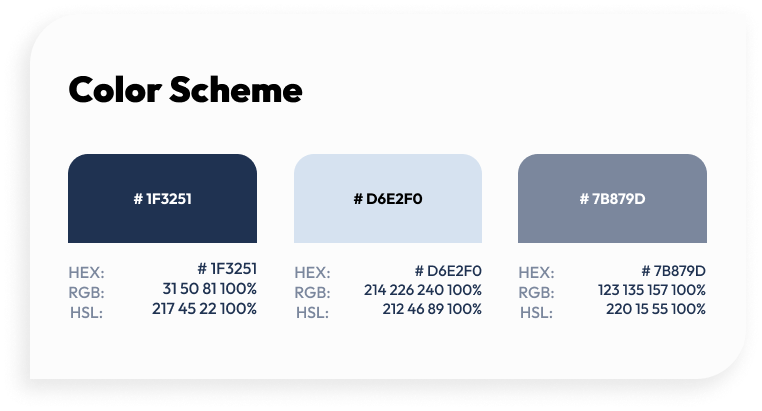 Color Scheme
# 1F3251
# D6E2F0
# 7B879D
HEX: # 1F3251
RGB: 31 50 81 100%
HSL: 217 45 22 100%
HEX: # D6E2F0
RGB: 214 226 240 100%
HSL: 212 46 89 100%
HEX: # 7B879D
RGB: 123 135 157 100%
HSL: 220 15 55 100%